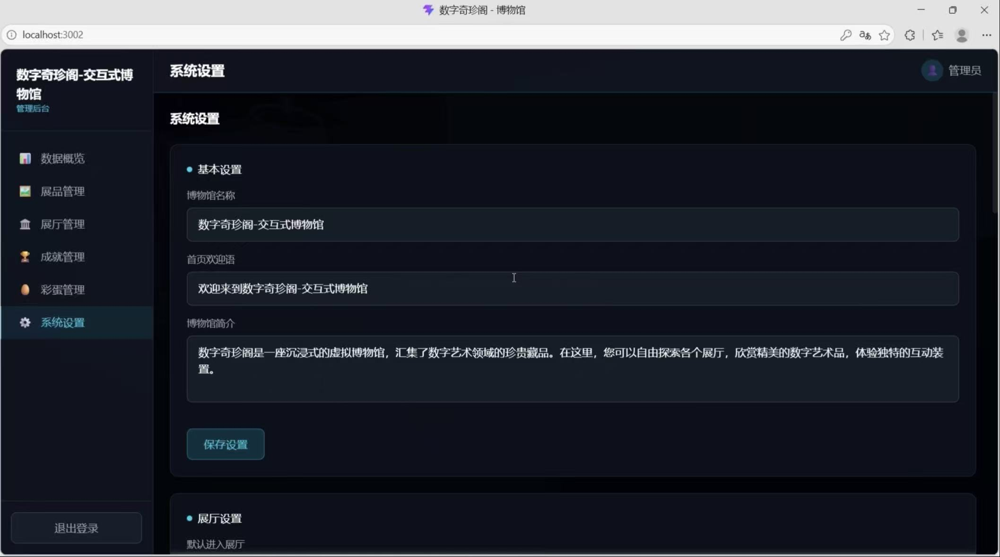 数字奇珍阁 - 博物馆
localhost:3002
数字奇珍阁-交互式博
物馆
管理后台
数据概览
展品管理
展厅管理
成就管理
彩蛋管理
系统设置
退出登录
系统设置
管理员
系统设置
基本设置
博物馆名称
数字奇珍阁-交互式博物馆
首页欢迎语
欢迎来到数字奇珍阁-交互式博物馆
博物馆简介
数字奇珍阁是一座沉浸式的虚拟博物馆，汇集了数字艺术领域的珍贵藏品。在这里，您可以自由探索各个展厅，欣赏精美的数字艺术品，体验独特的互动装
置。
保存设置
展厅设置
默认进入展厅